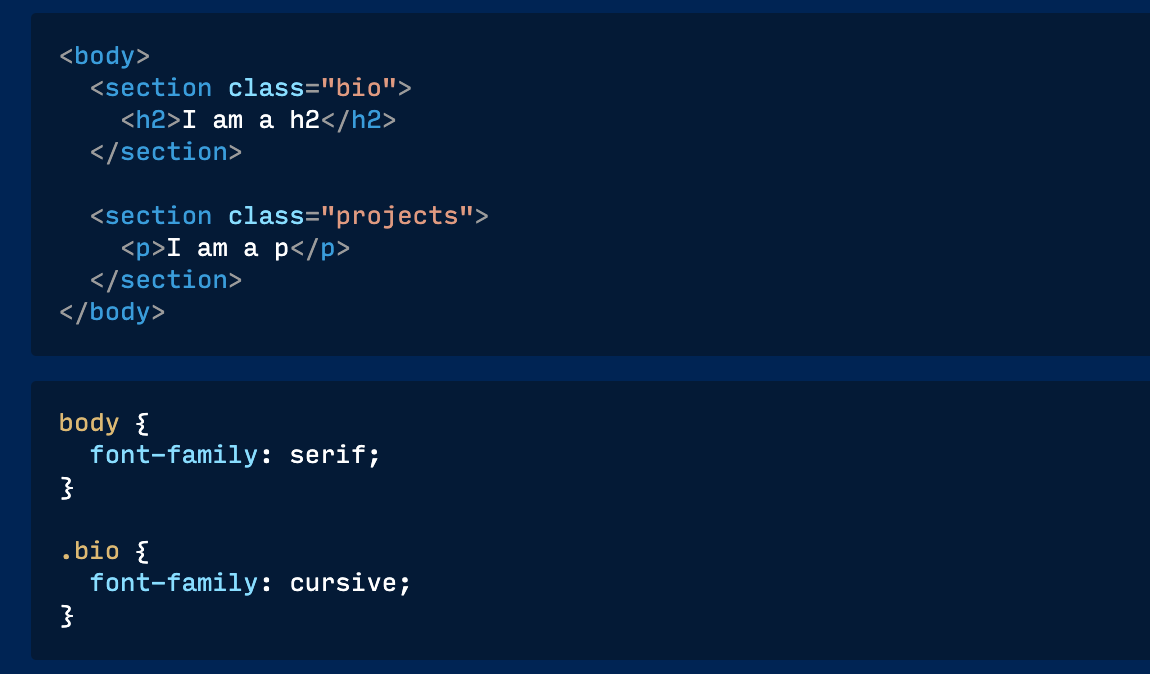 <body>
  <section class="bio">
    <h2>I am a h2</h2>
  </section>

  <section class="projects">
    <p>I am a p</p>
  </section>
</body>

body {
  font-family: serif;
}

.bio {
  font-family: cursive;
}